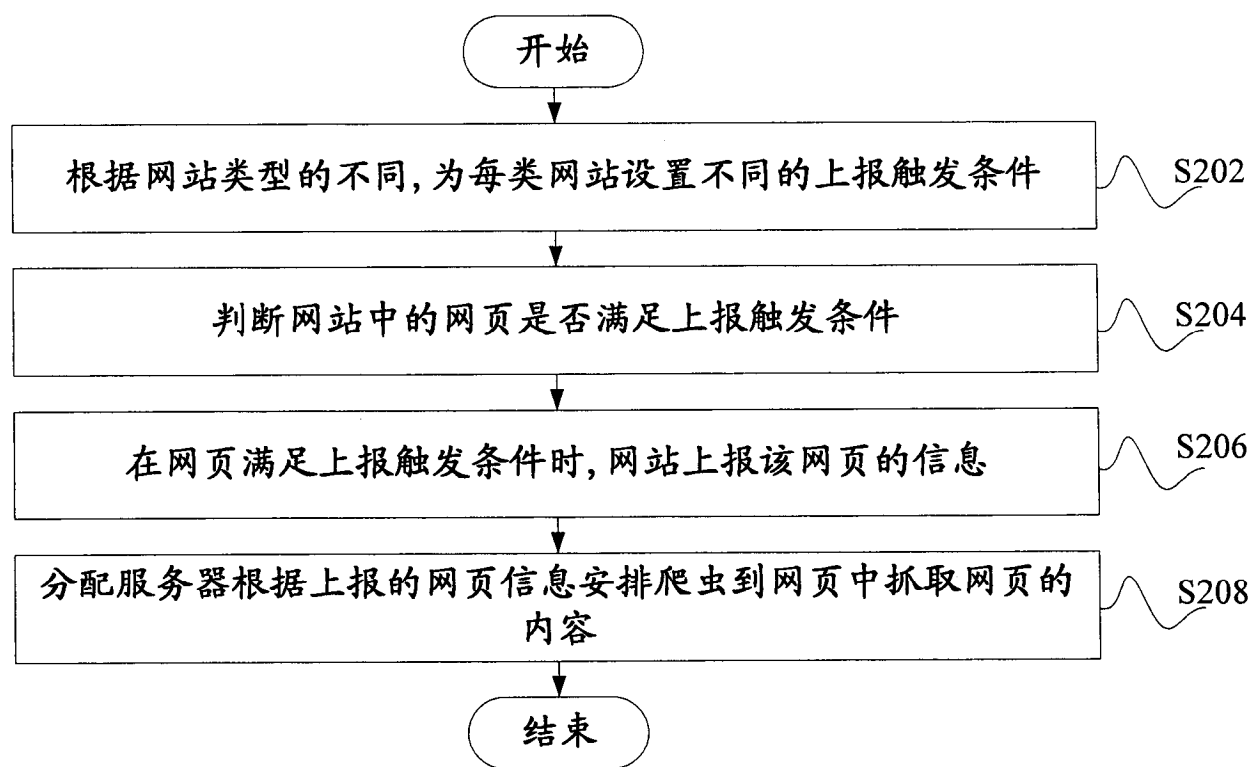 开始
根据网站类型的不同,为每类网站设置不同的上报触发条件
S202
判断网站中的网页是否满足上报触发条件
S204
在网页满足上报触发条件时,网站上报该网页的信息
S206
分配服务器根据上报的网页信息安排爬虫到网页中抓取网页的
内容
S208
结束